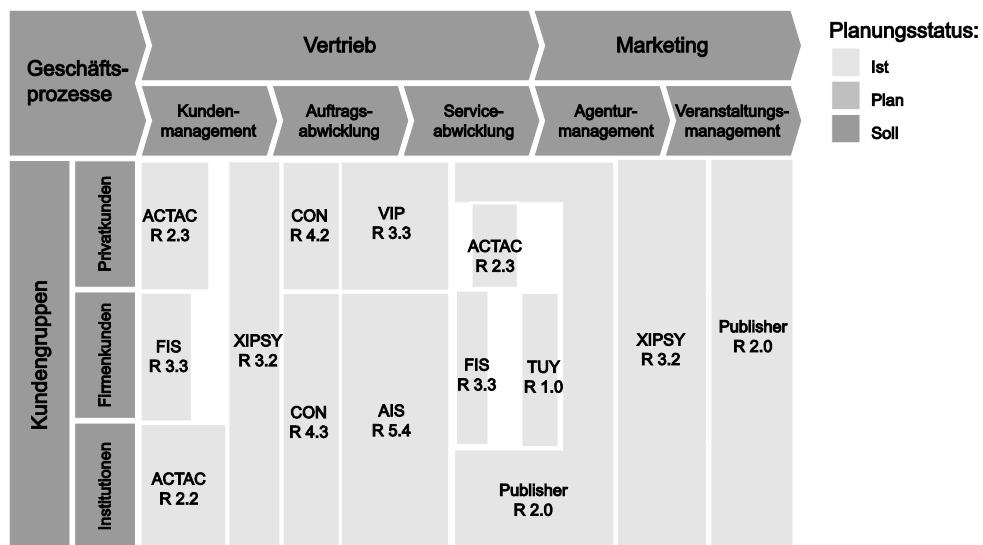 Geschäfts-
prozesse
Vertrieb
Marketing
Kunden-
management
Auftrags-
abwicklung
Service-
abwicklung
Agentur-
management
Veranstaltungs-
management
Planungsstatus:
Ist
Plan
Soll
Kundengruppen
Privatkunden
Firmenkunden
Institutionen
ACTAC
R 2.3
FIS
R 3.3
ACTAC
R 2.2
XIPSY
R 3.2
CON
R 4.2
VIP
R 3.3
CON
R 4.3
AIS
R 5.4
ACTAC
R 2.3
FIS
R 3.3
TUY
R 1.0
Publisher
R 2.0
XIPSY
R 3.2
Publisher
R 2.0